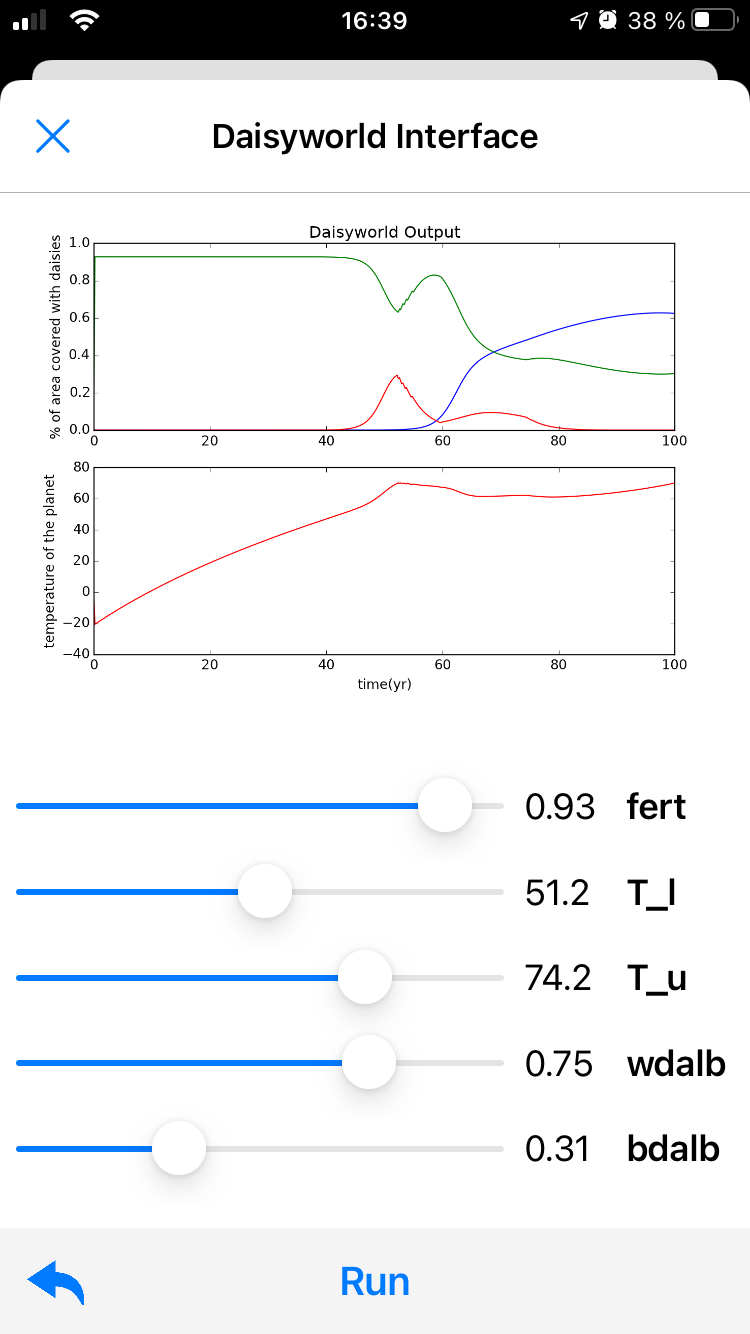 16:39 38 %
Daisyworld Interface
Daisyworld Output
% of area covered with daisies
1.0
0.8
0.6
0.4
0.2
0.0
0 20 40 60 80 100
temperature of the planet
80
60
40
20
0
−20
−40
0 20 40 60 80 100
time(yr)
0.93 fert
51.2 T_l
74.2 T_u
0.75 wdalb
0.31 bdalb
Run